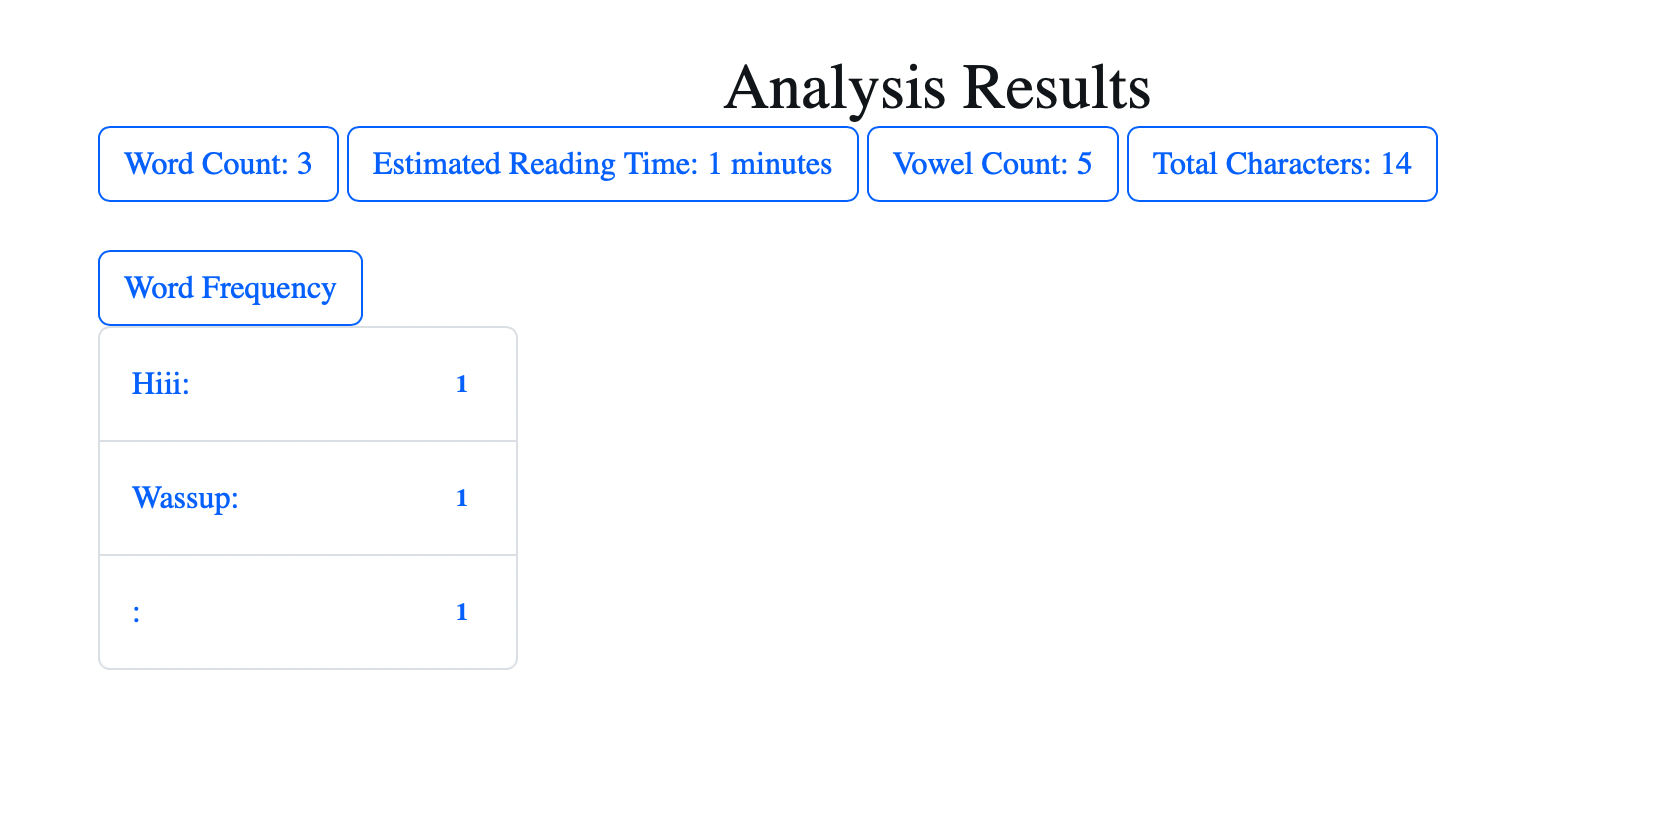 Analysis Results
Word Count: 3 Estimated Reading Time: 1 minutes Vowel Count: 5 Total Characters: 14
Word Frequency
Hiii: 1
Wassup: 1
: 1